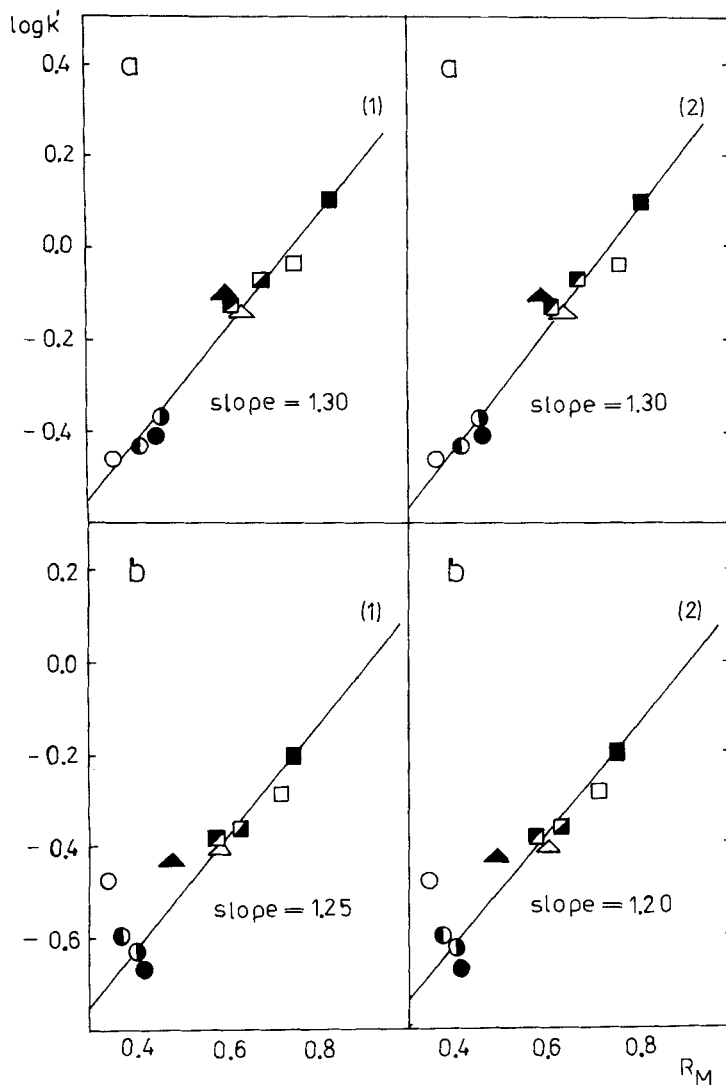 logk'
a
a
0.4
(1)
(2)
0.2
0.0
-0.2
slope = 1.30
slope = 1.30
-0.4
b
b
0.2
(1)
(2)
0.0
-0.2
-0.4
slope = 1.25
slope = 1.20
-0.6
0.4 0.6 0.8
0.4 0.6 0.8 R_M